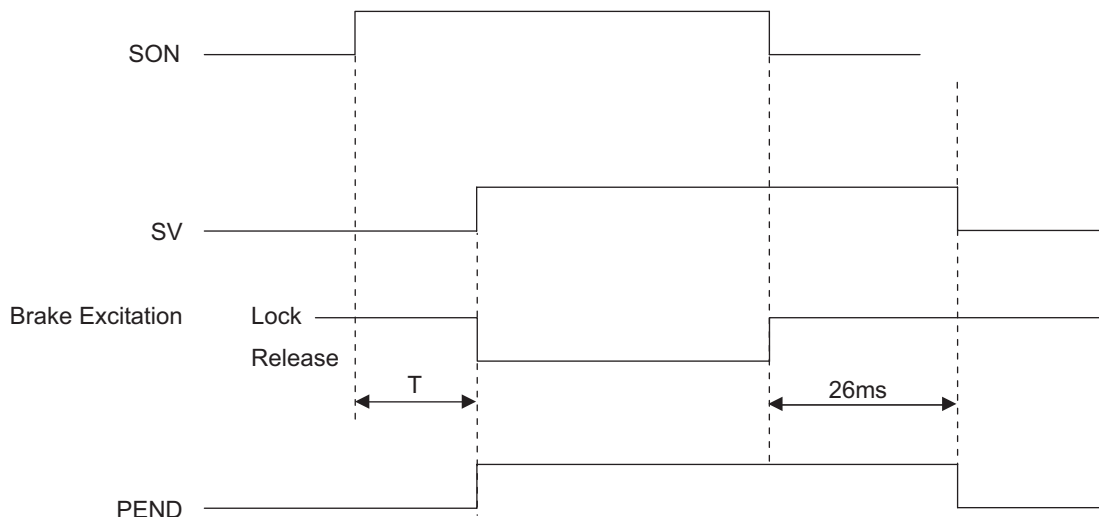 SON
SV
Brake Excitation Lock
Release
T
26ms
PEND